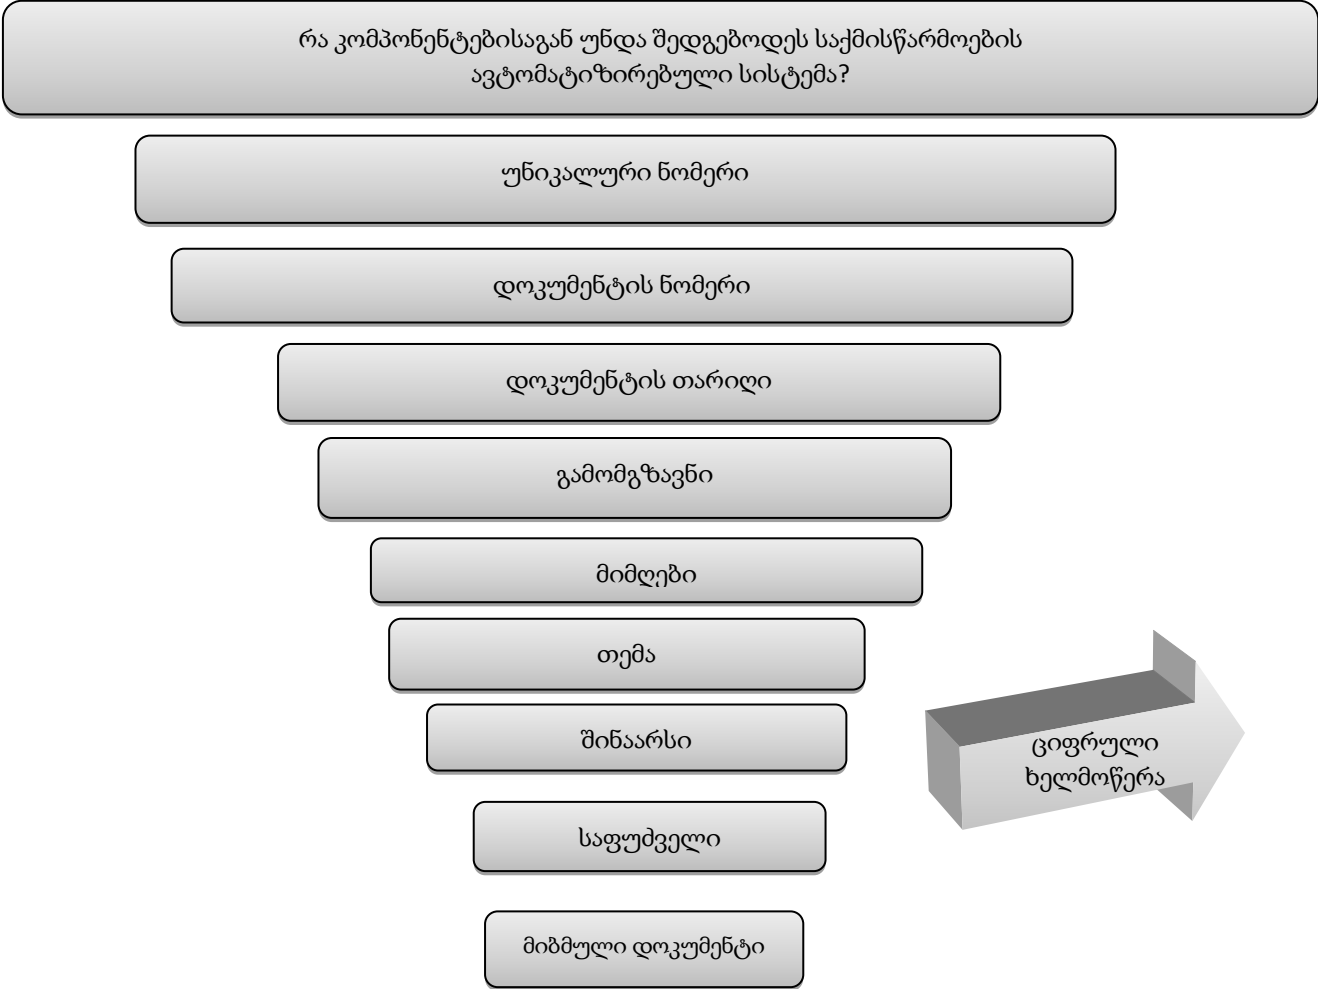 რა კომპონენტებისაგან უნდა შედგებოდეს საქმისწარმოების
ავტომატიზირებული სისტემა?
უნიკალური ნომერი
დოკუმენტის ნომერი
დოკუმენტის თარიღი
გამომგზავნი
მიმღები
თემა
შინაარსი
ციფრული
ხელმოწერა
საფუძველი
მიბმული დოკუმენტი